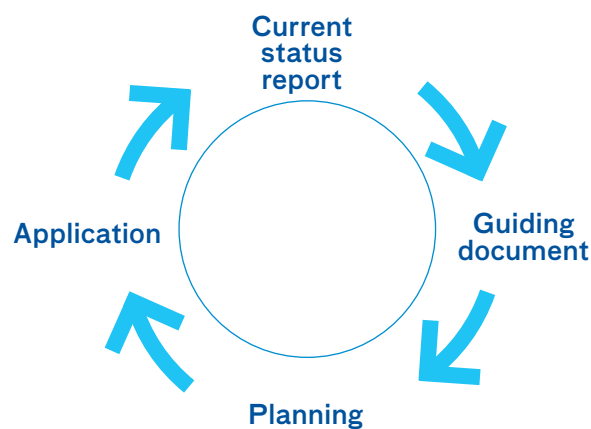 Current
status
report
Guiding
document
Application
Planning